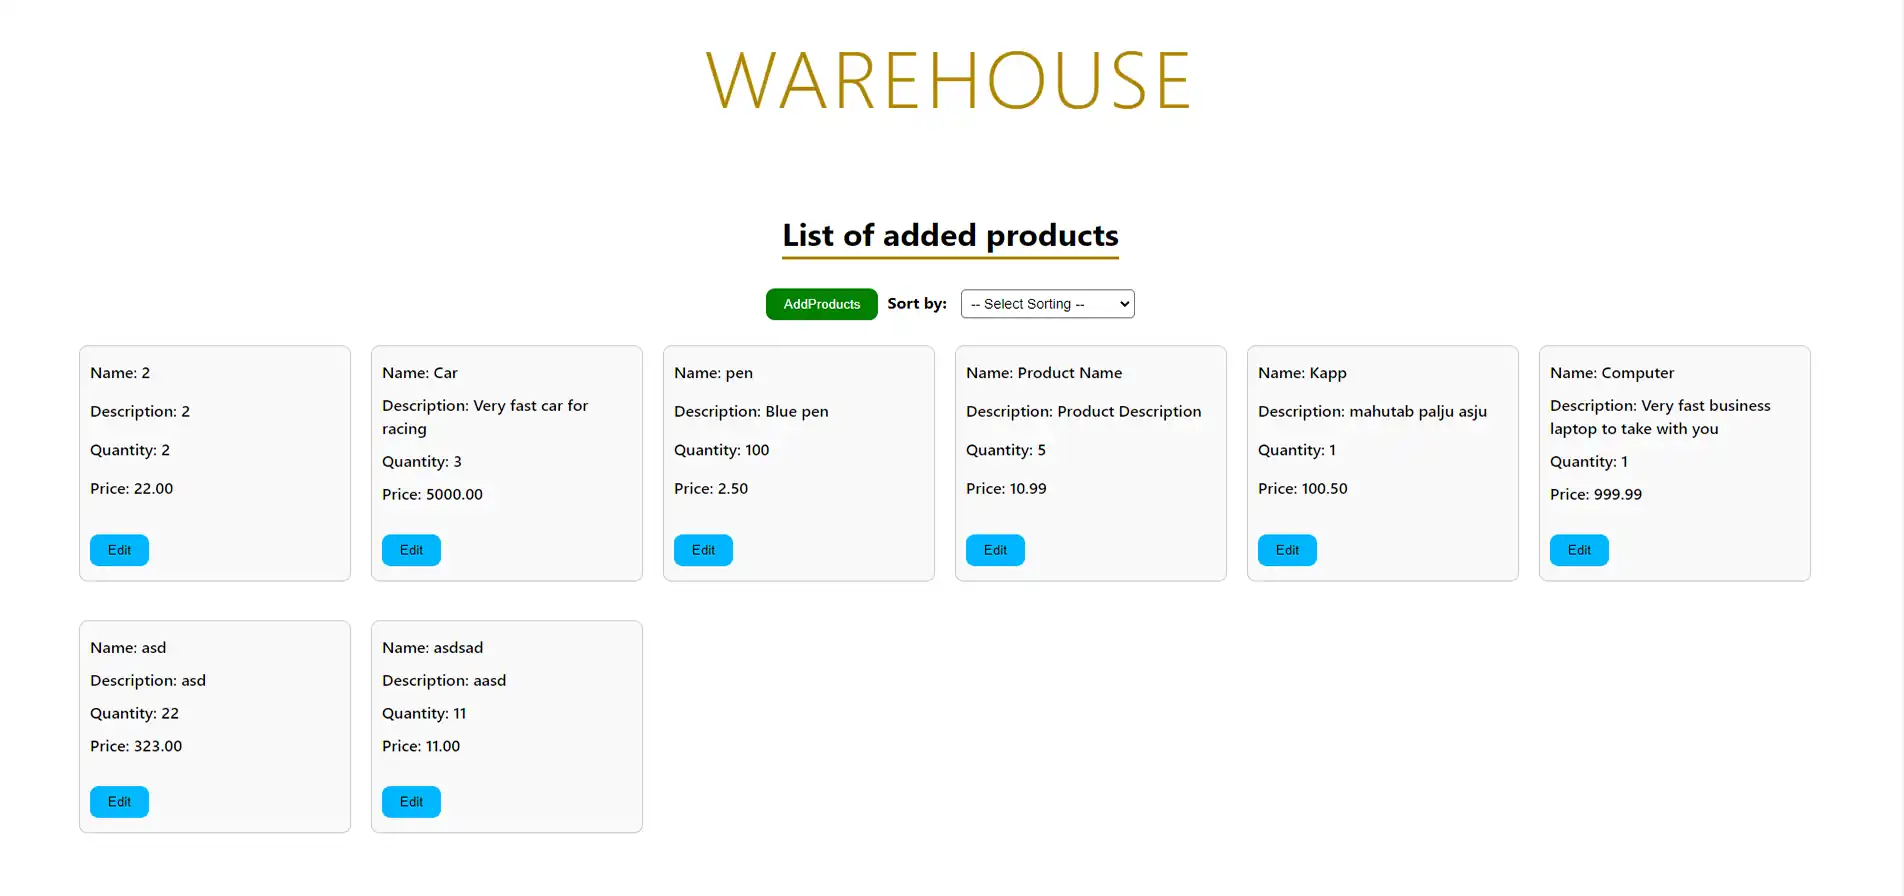 WAREHOUSE
List of added products
AddProducts Sort by: -- Select Sorting --
Name: 2
Description: 2
Quantity: 2
Price: 22.00
Edit
Name: Car
Description: Very fast car for
racing
Quantity: 3
Price: 5000.00
Edit
Name: pen
Description: Blue pen
Quantity: 100
Price: 2.50
Edit
Name: Product Name
Description: Product Description
Quantity: 5
Price: 10.99
Edit
Name: Kapp
Description: mahutab palju asju
Quantity: 1
Price: 100.50
Edit
Name: Computer
Description: Very fast business
laptop to take with you
Quantity: 1
Price: 999.99
Edit
Name: asd
Description: asd
Quantity: 22
Price: 323.00
Edit
Name: asdsad
Description: aasd
Quantity: 11
Price: 11.00
Edit